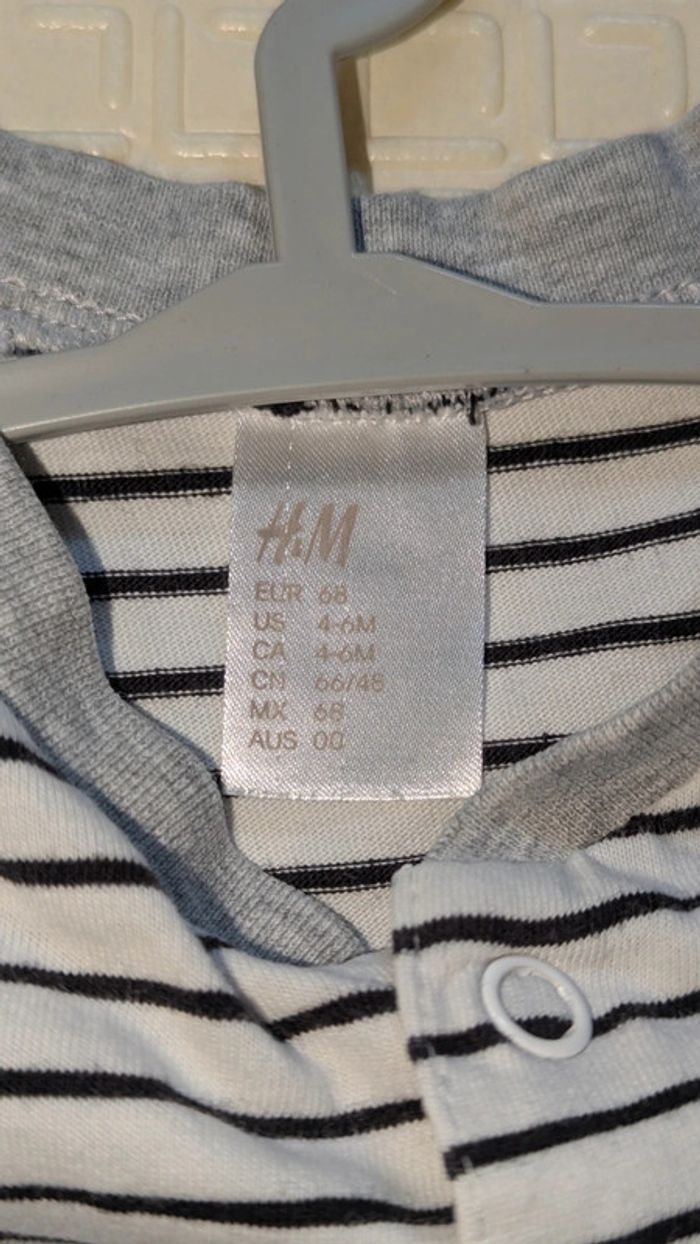 H&M
EUR 68
US 4-6M
CA 4-6M
CN 66/48
MX 68
AUS 00